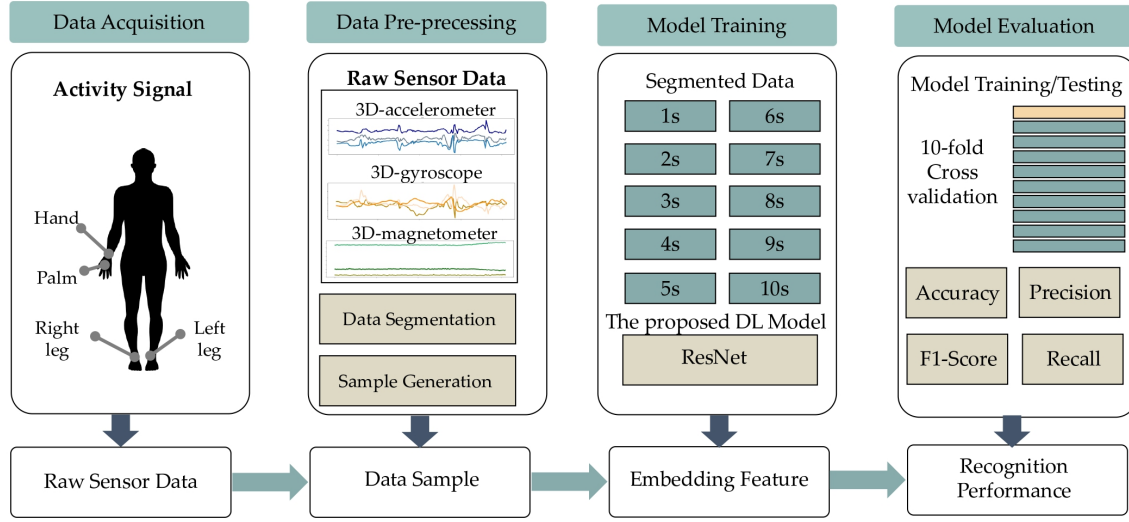 Data Acquisition
Data Pre-precessing
Model Training
Model Evaluation
Activity Signal
Hand
Palm
Right
leg
Left
leg
Raw Sensor Data
3D-accelerometer
3D-gyroscope
3D-magnetometer
Data Segmentation
Sample Generation
Segmented Data
1s
6s
2s
7s
3s
8s
4s
9s
5s
10s
The proposed DL Model
ResNet
Model Training/Testing
10-fold
Cross
validation
Accuracy
Precision
F1-Score
Recall
Raw Sensor Data
Data Sample
Embedding Feature
Recognition
Performance